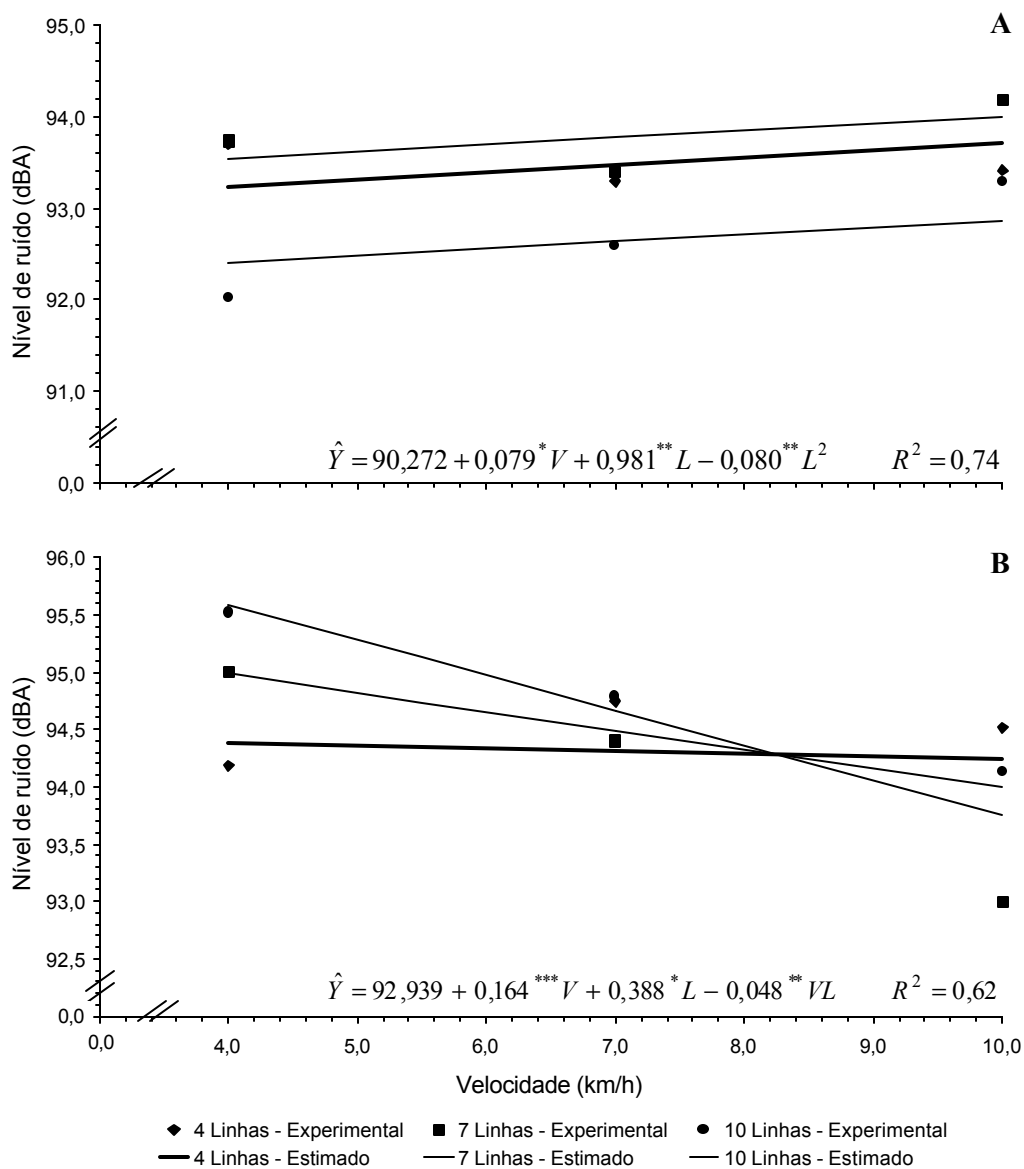 A
95,0
94,0
93,0
92,0
91,0
0,0
Nível de ruído (dBA)
Ŷ = 90,272 + 0,079 * V + 0,981 ** L − 0,080 ** L² R² = 0,74
B
96,0
95,5
95,0
94,5
94,0
93,5
93,0
92,5
0,0
Nível de ruído (dBA)
Ŷ = 92,939 + 0,164 *** V + 0,388 * L − 0,048 ** VL R² = 0,62
0,0 4,0 5,0 6,0 7,0 8,0 9,0 10,0
Velocidade (km/h)
4 Linhas - Experimental 7 Linhas - Experimental 10 Linhas - Experimental
4 Linhas - Estimado 7 Linhas - Estimado 10 Linhas - Estimado